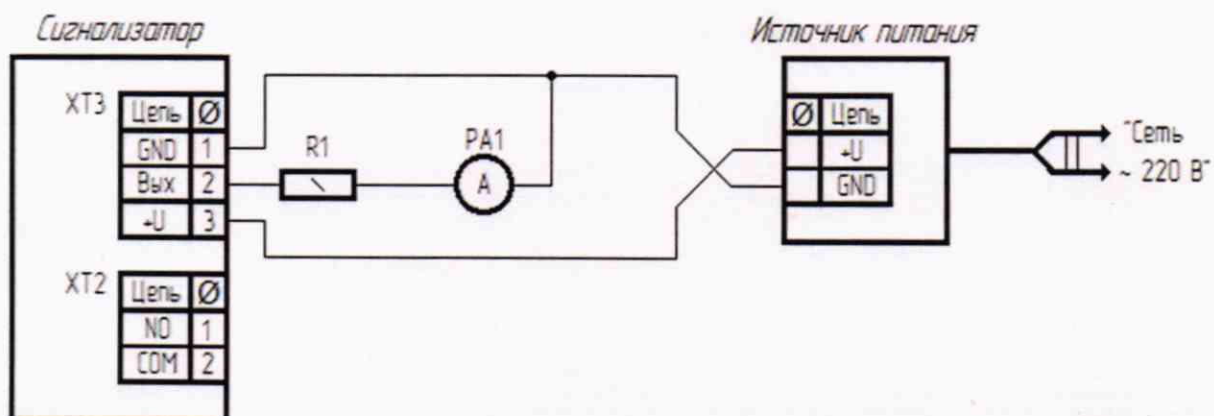 Сигнализатор
Источник питания
XT3
Цепь Ø
GND 1
Вых 2
+U 3
R1
PA1
A
Ø Цепь
+U
GND
"Сеть
~ 220 В"
XT2
Цепь Ø
NO 1
COM 2